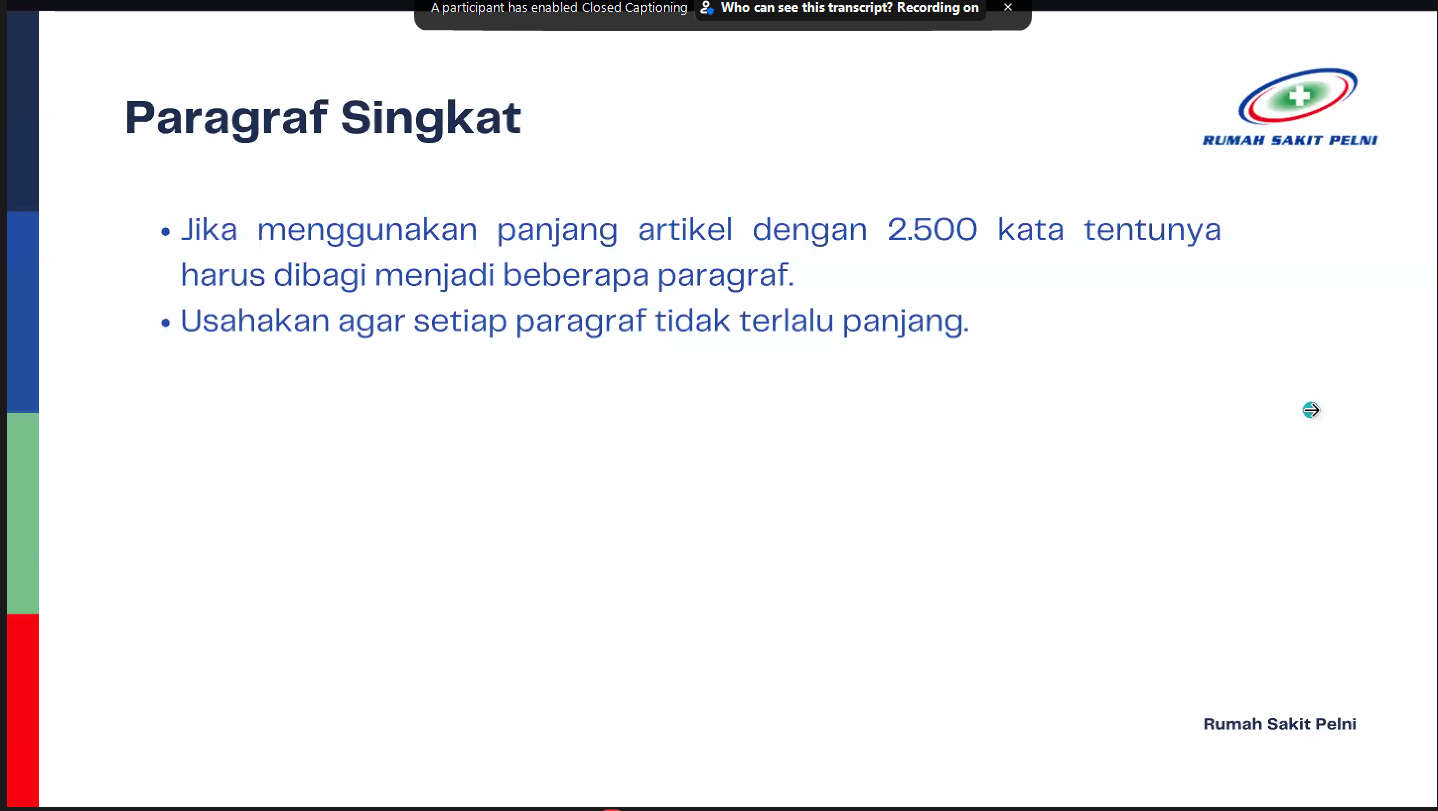 A participant has enabled Closed Captioning Who can see this transcript? Recording on ×
Paragraf Singkat
RUMAH SAKIT PELNI
• Jika menggunakan panjang artikel dengan 2.500 kata tentunya
harus dibagi menjadi beberapa paragraf.
• Usahakan agar setiap paragraf tidak terlalu panjang.
Rumah Sakit Pelni